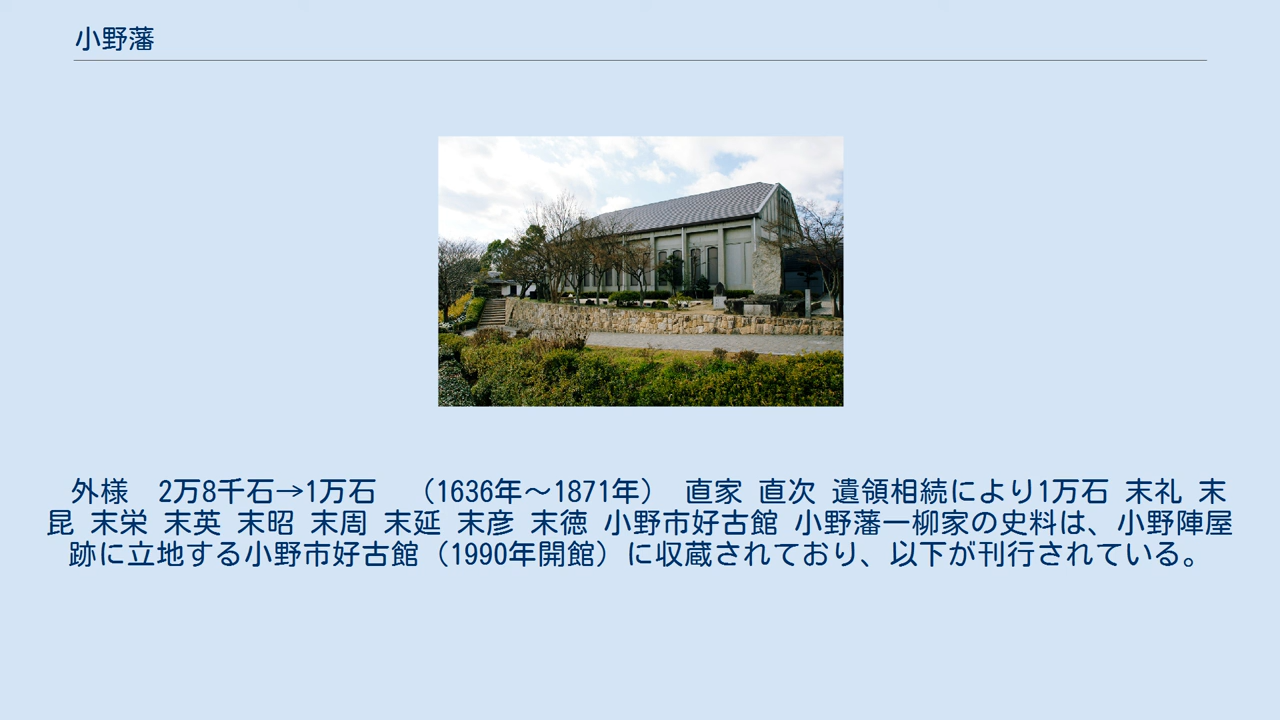 小野藩
外様　2万8千石→1万石　（1636年～1871年） 直家 直次 遺領相続により1万石 末礼 末
昆 末栄 末英 末昭 末周 末延 末彦 末徳 小野市好古館 小野藩一柳家の史料は、小野陣屋
跡に立地する小野市好古館（1990年開館）に収蔵されており、以下が刊行されている。